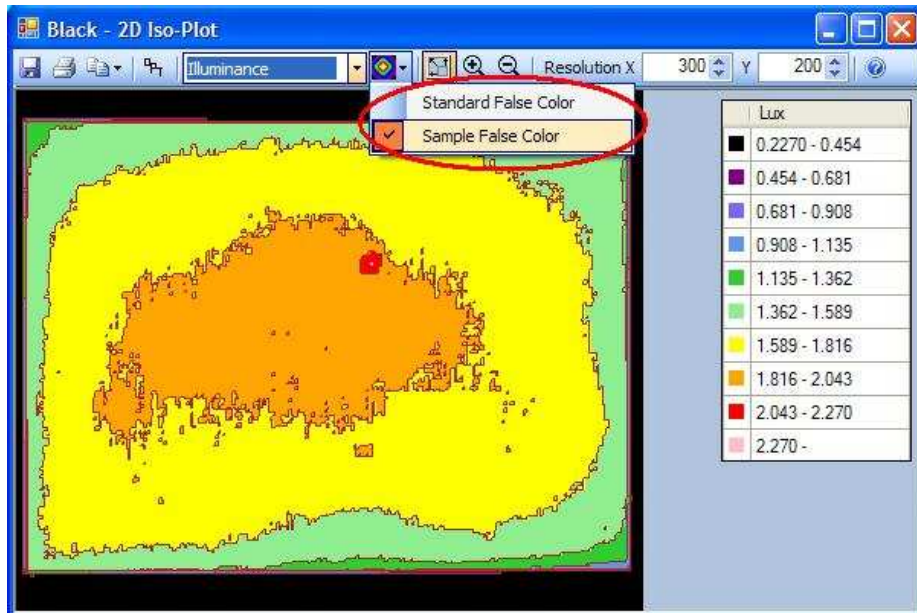 Black - 2D Iso-Plot
Illuminance
Resolution X 300 Y 200
Standard False Color
Sample False Color
Lux
0.2270 - 0.454
0.454 - 0.681
0.681 - 0.908
0.908 - 1.135
1.135 - 1.362
1.362 - 1.589
1.589 - 1.816
1.816 - 2.043
2.043 - 2.270
2.270 -